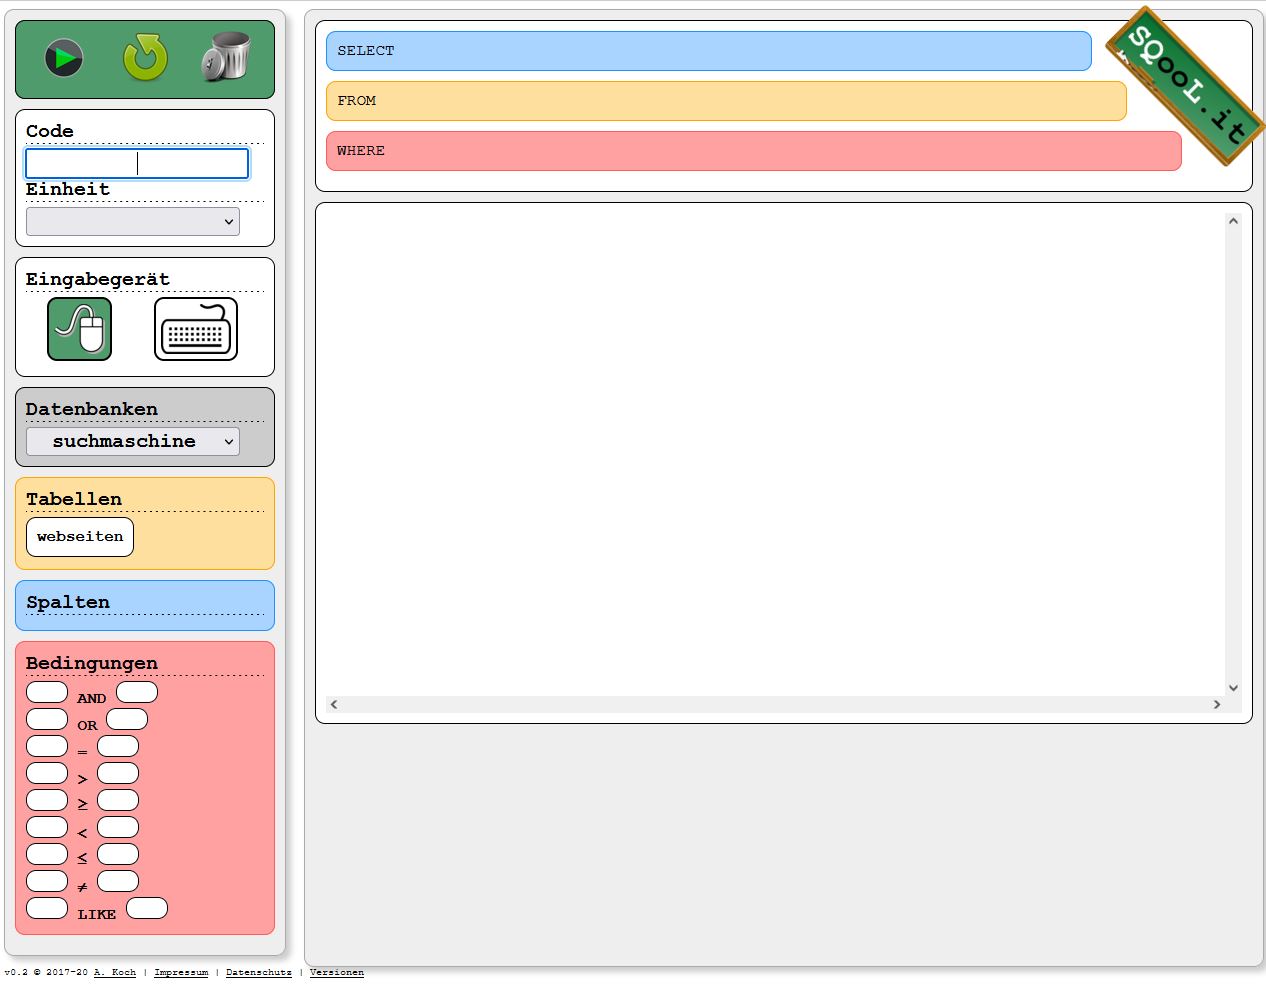 Code
Einheit
Eingabegerät
Datenbanken
suchmaschine
Tabellen
webseiten
Spalten
Bedingungen
AND
OR
=
>
≥
<
≤
≠
LIKE
SELECT
FROM
WHERE
SQooL.it
v0.2 © 2017-20 A. Koch | Impressum | Datenschutz | Versionen